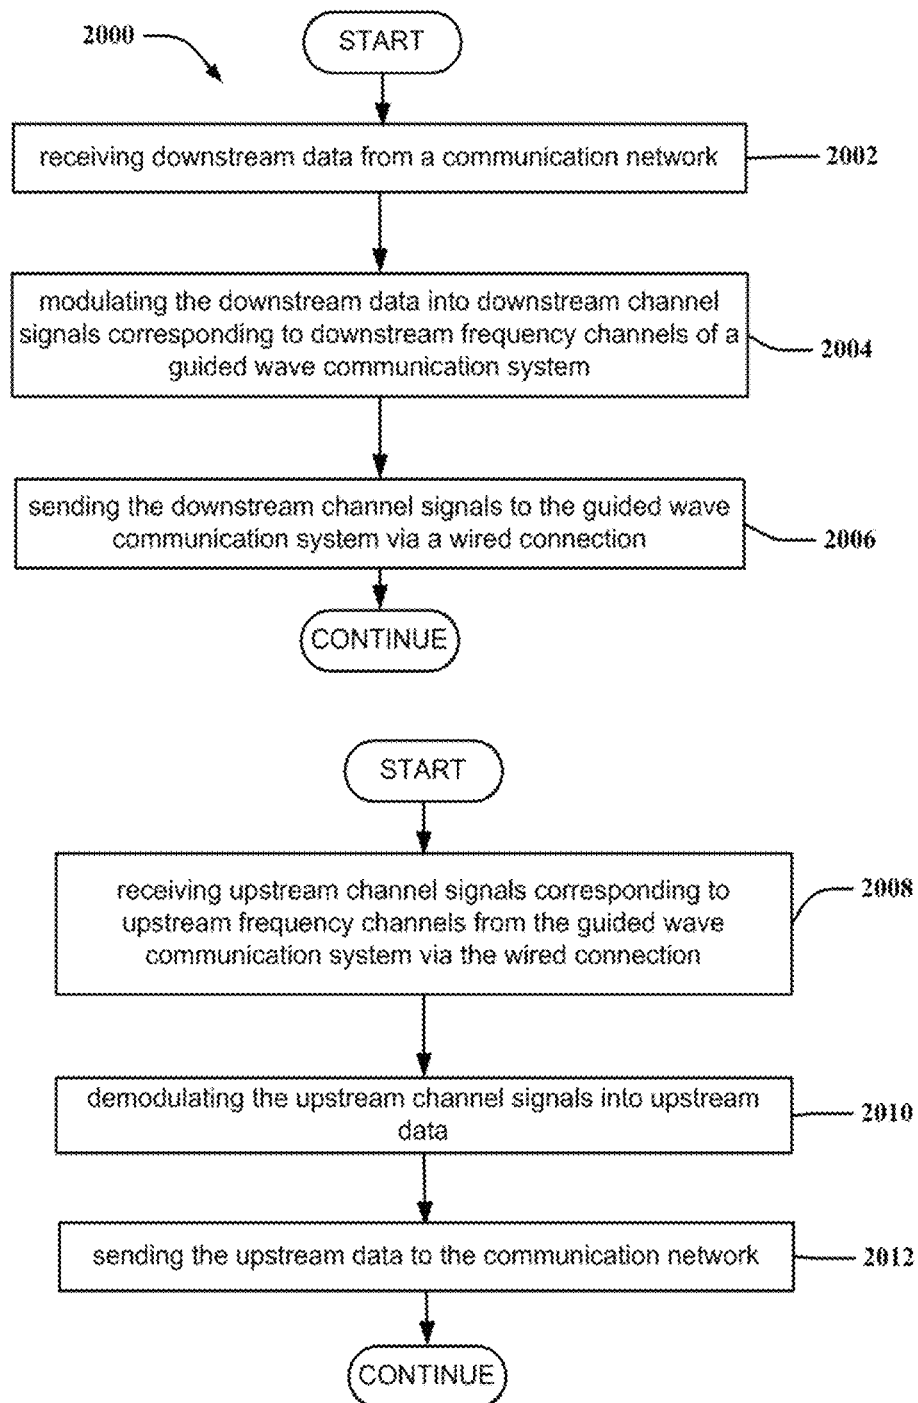 2000
START
receiving downstream data from a communication network
2002
modulating the downstream data into downstream channel
signals corresponding to downstream frequency channels of a
guided wave communication system
2004
sending the downstream channel signals to the guided wave
communication system via a wired connection
2006
CONTINUE
START
receiving upstream channel signals corresponding to
upstream frequency channels from the guided wave
communication system via the wired connection
2008
demodulating the upstream channel signals into upstream
data
2010
sending the upstream data to the communication network
2012
CONTINUE